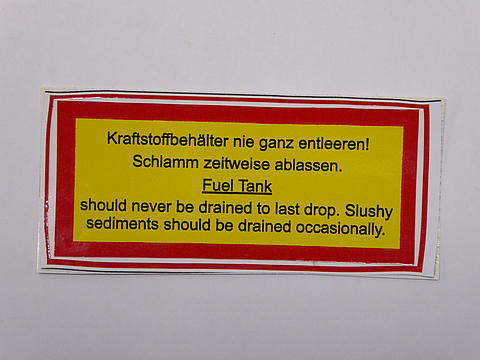 Kraftstoffbehälter nie ganz entleeren!
Schlamm zeitweise ablassen.
Fuel Tank
should never be drained to last drop. Slushy
sediments should be drained occasionally.